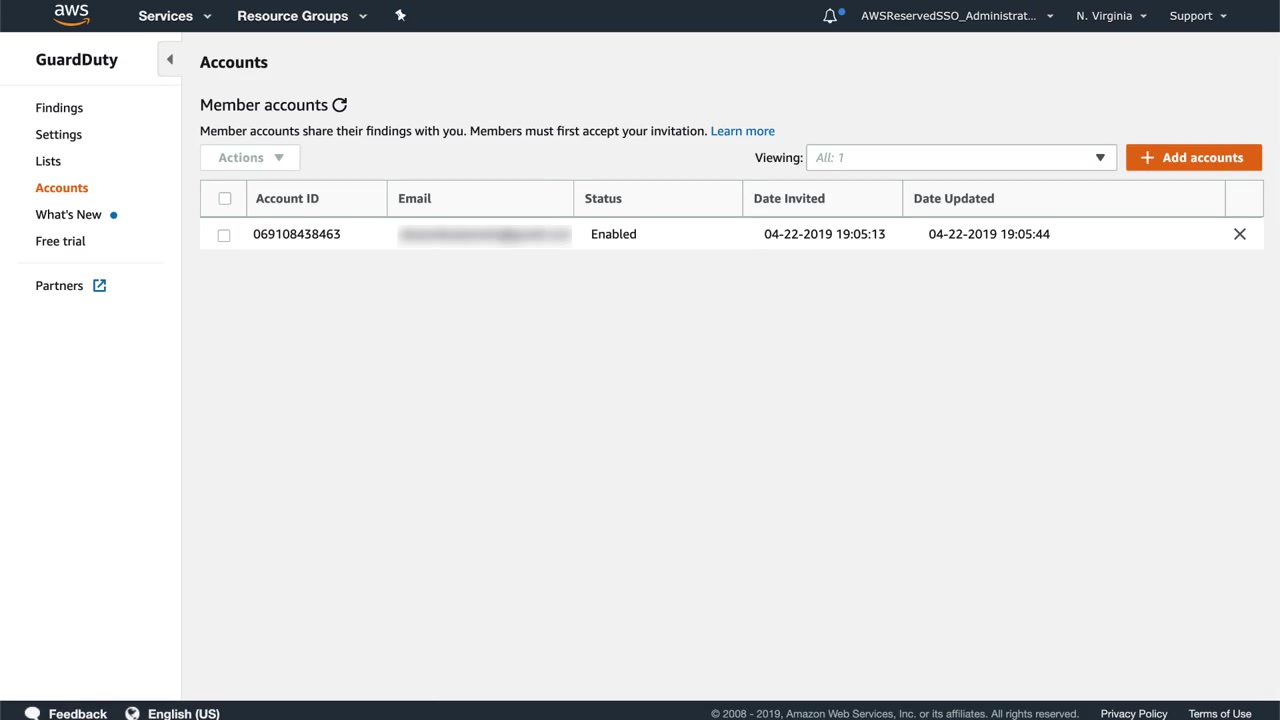 aws Services Resource Groups AWSReservedSSO_Administrat... N. Virginia Support
GuardDuty
Findings
Settings
Lists
Accounts
What's New
Free trial
Partners
Accounts
Member accounts
Member accounts share their findings with you. Members must first accept your invitation. Learn more
Actions Viewing: All: 1 Add accounts
Account ID Email Status Date Invited Date Updated
069108438463 Enabled 04-22-2019 19:05:13 04-22-2019 19:05:44
Feedback English (US) © 2008 - 2019, Amazon Web Services, Inc. or its affiliates. All rights reserved. Privacy Policy Terms of Use